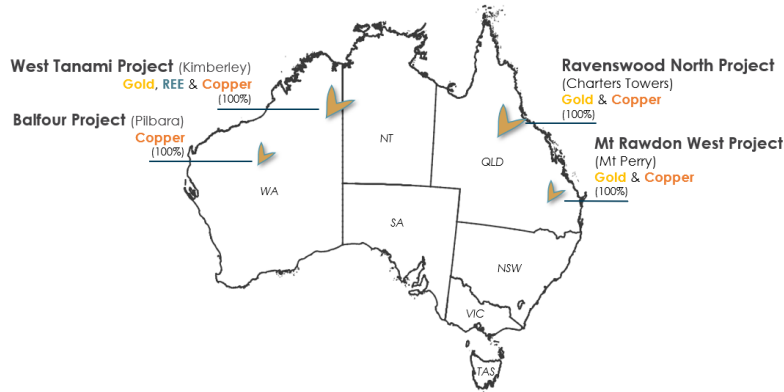 West Tanami Project (Kimberley)
Gold, REE & Copper
(100%)
Balfour Project (Pilbara)
Copper
(100%)
Ravenswood North Project
(Charters Towers)
Gold & Copper
(100%)
Mt Rawdon West Project
(Mt Perry)
Gold & Copper
(100%)
NT
QLD
WA
SA
NSW
VIC
TAS